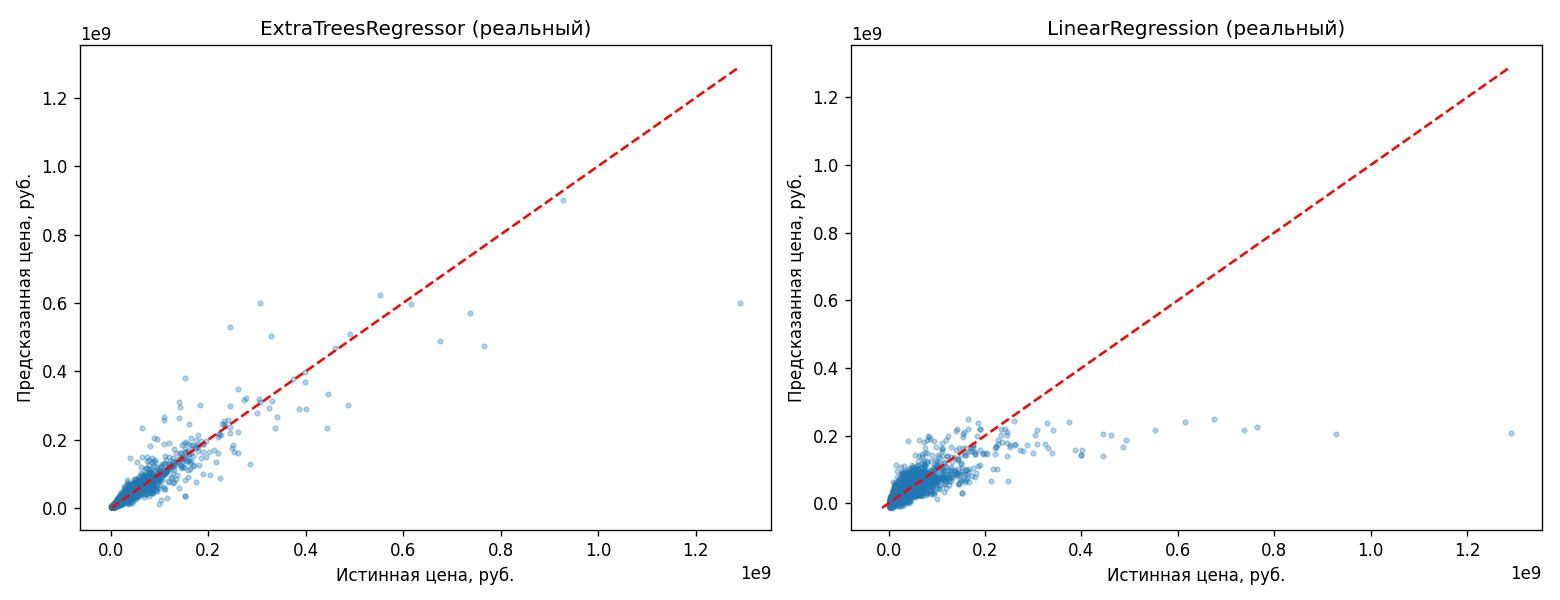 ExtraTreesRegressor (реальный)
1e9
1.2
1.0
0.8
0.6
0.4
0.2
0.0
Предсказанная цена, руб.
0.0 0.2 0.4 0.6 0.8 1.0 1.2
Истинная цена, руб.
1e9
LinearRegression (реальный)
1e9
1.2
1.0
0.8
0.6
0.4
0.2
0.0
Предсказанная цена, руб.
0.0 0.2 0.4 0.6 0.8 1.0 1.2
Истинная цена, руб.
1e9